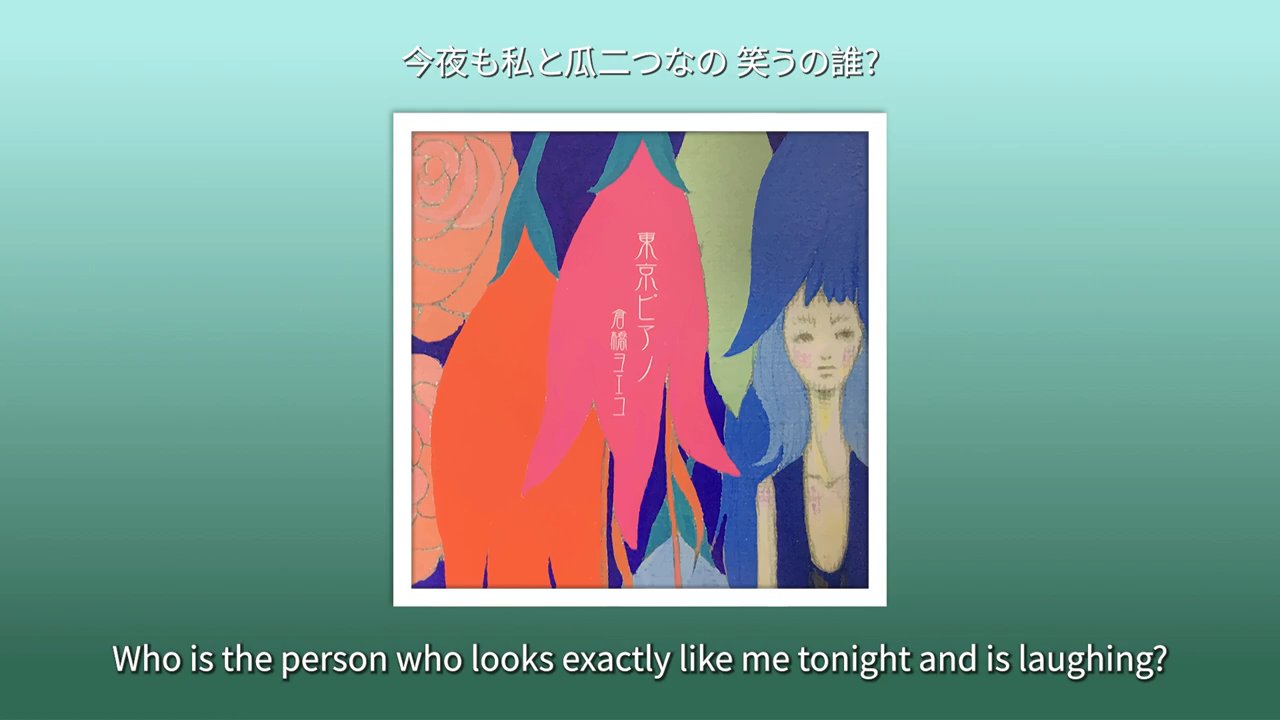 今夜も私と瓜二つなの 笑うの誰?
東京ピアノ
倉橋ヨエコ
Who is the person who looks exactly like me tonight and is laughing?